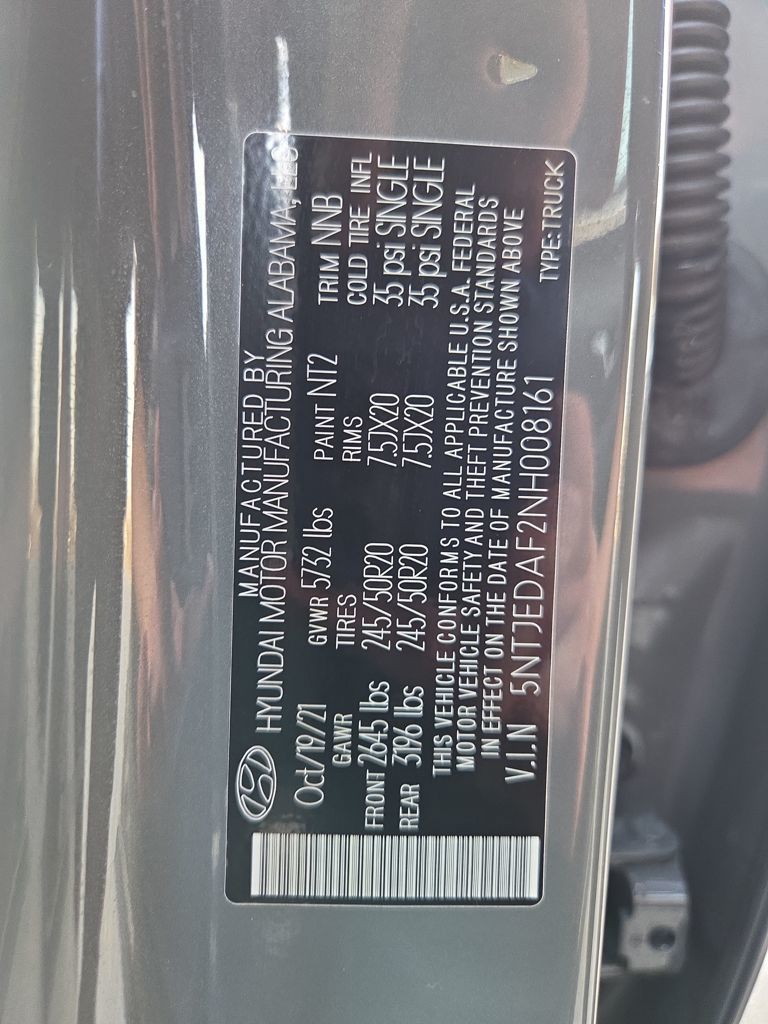 MANUFACTURED BY
HYUNDAI MOTOR MANUFACTURING ALABAMA, LLC
Oct/19/21 GVWR 5732 lbs PAINT NT2 TRIM NNB
GAWR TIRES RIMS COLD TIRE INFL
FRONT 2645 lbs 245/50R20 7.5JX20 35 psi SINGLE
REAR 3196 lbs 245/50R20 7.5JX20 35 psi SINGLE
THIS VEHICLE CONFORMS TO ALL APPLICABLE U.S.A. FEDERAL
MOTOR VEHICLE SAFETY AND THEFT PREVENTION STANDARDS
IN EFFECT ON THE DATE OF MANUFACTURE SHOWN ABOVE
V.I.N 5NTJEDAF2NH008161
TYPE:TRUCK